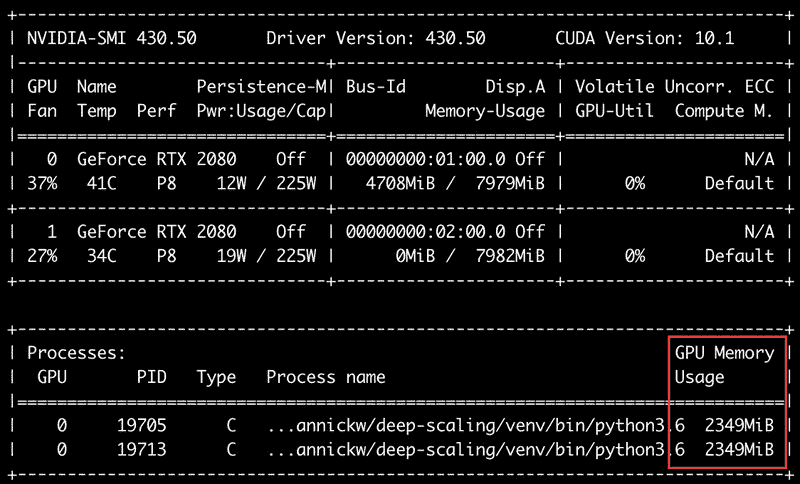 NVIDIA-SMI 430.50 Driver Version: 430.50 CUDA Version: 10.1
GPU Name Persistence-M| Bus-Id Disp.A | Volatile Uncorr. ECC
Fan Temp Perf Pwr:Usage/Cap| Memory-Usage | GPU-Util Compute M.
0 GeForce RTX 2080 Off | 00000000:01:00.0 Off | N/A
37% 41C P8 12W / 225W | 4708MiB / 7979MiB | 0% Default
1 GeForce RTX 2080 Off | 00000000:02:00.0 Off | N/A
27% 34C P8 19W / 225W | 0MiB / 7982MiB | 0% Default
Processes: GPU Memory
GPU PID Type Process name Usage
0 19705 C ...annickw/deep-scaling/venv/bin/python3.6 2349MiB
0 19713 C ...annickw/deep-scaling/venv/bin/python3.6 2349MiB